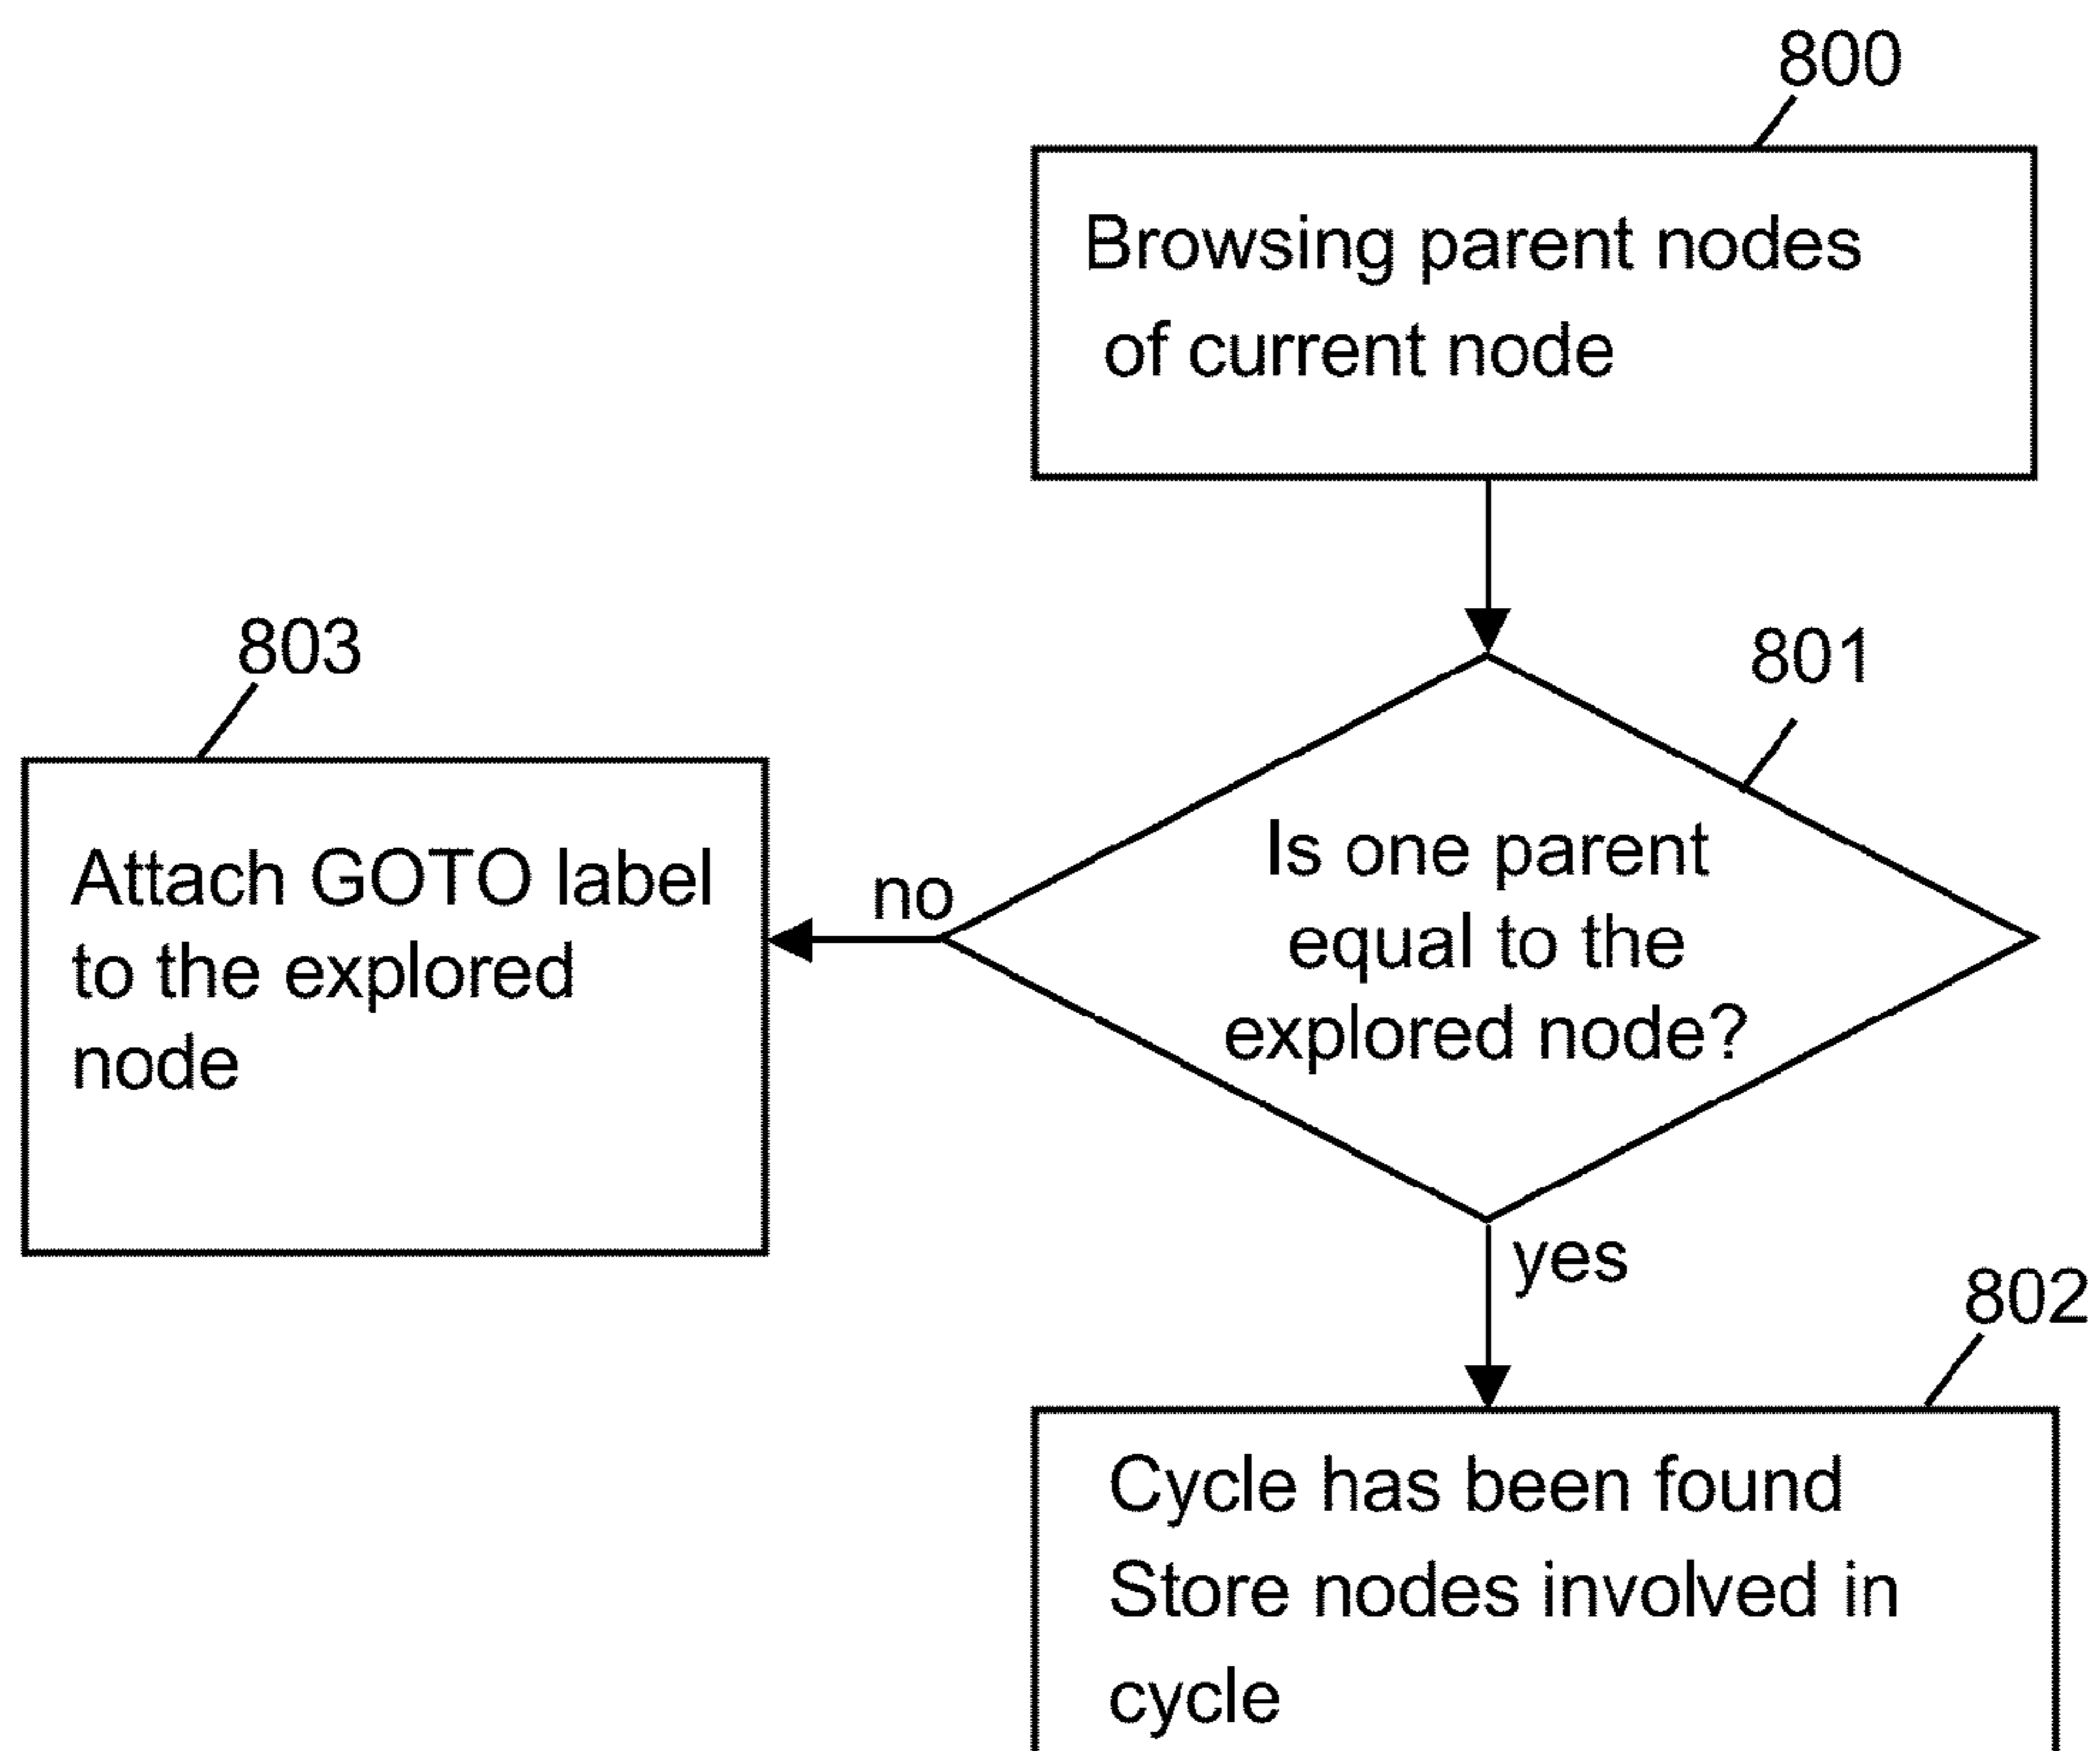 800
Browsing parent nodes
of current node
803
801
Attach GOTO label
to the explored
node
no
Is one parent
equal to the
explored node?
yes
802
Cycle has been found
Store nodes involved in
cycle